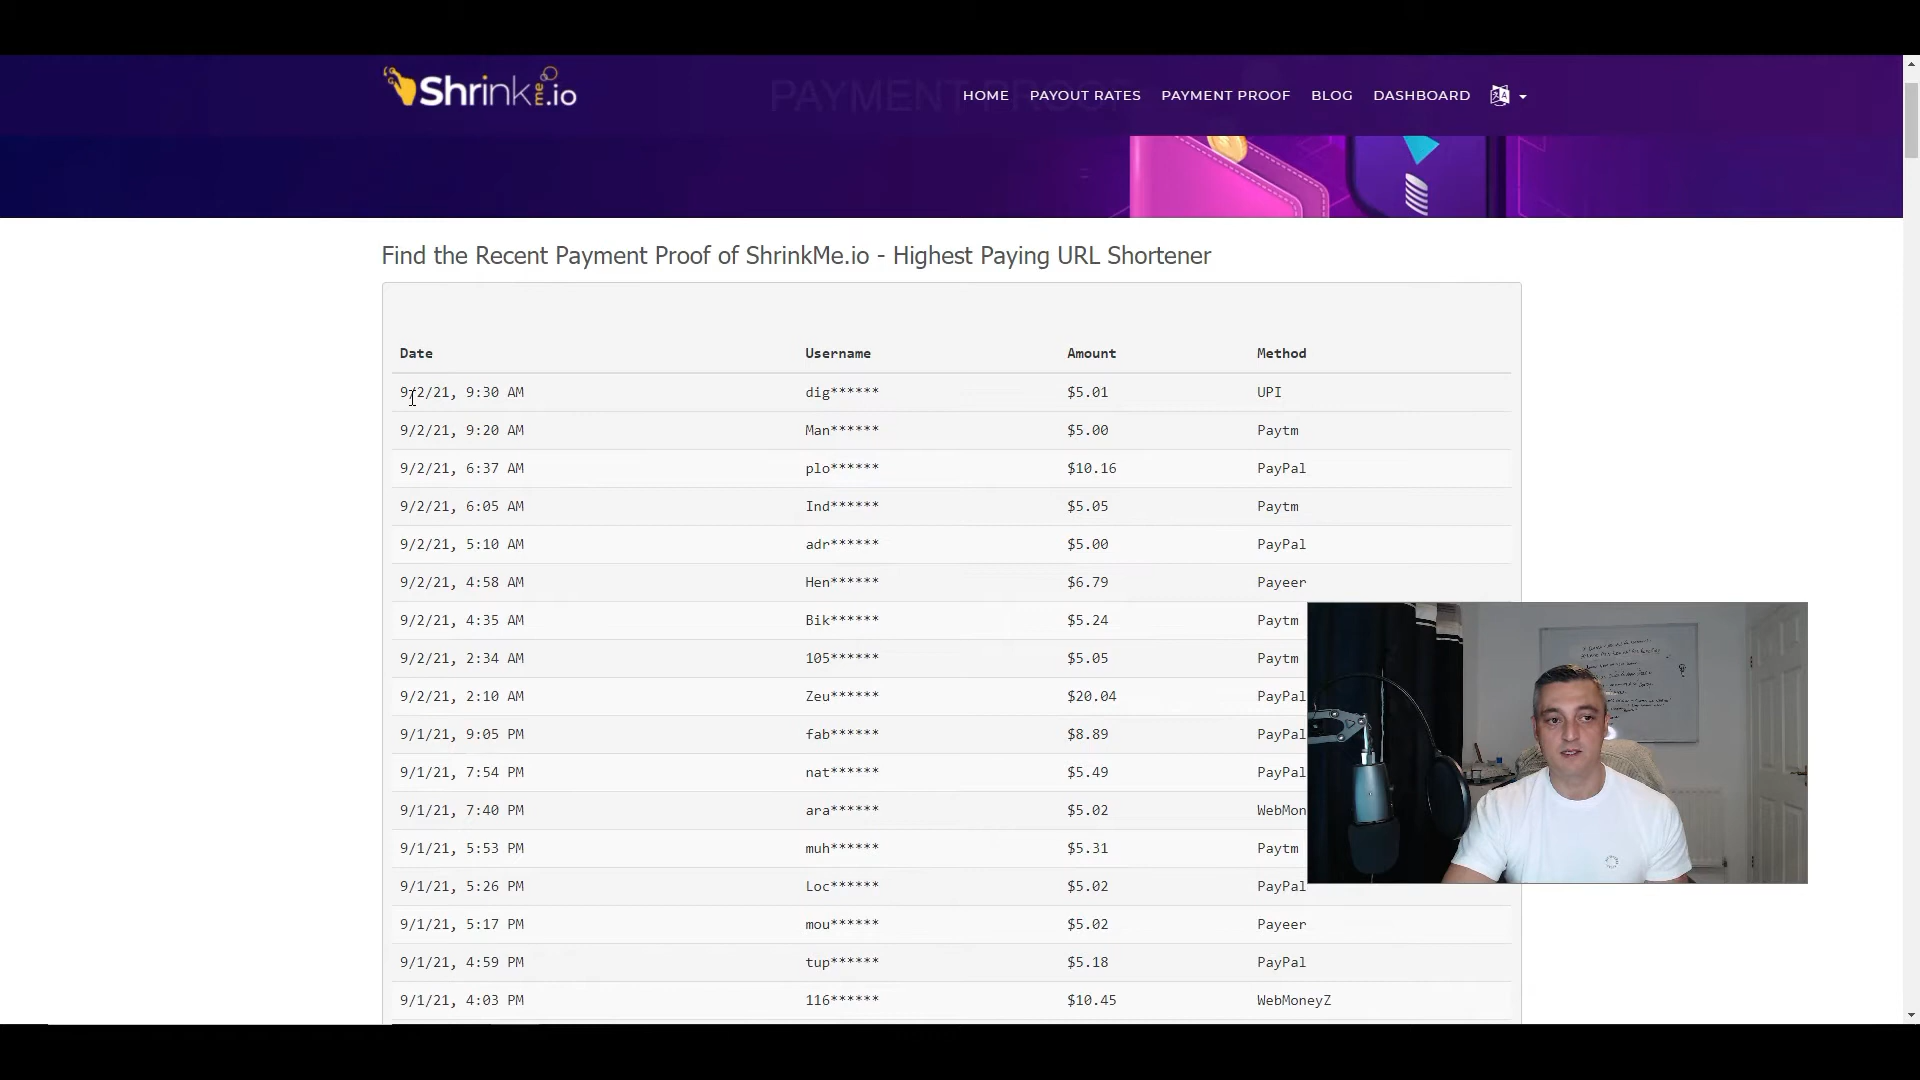 Shrinkme.io
PAYMENT PROOF
HOME PAYOUT RATES PAYMENT PROOF BLOG DASHBOARD
Find the Recent Payment Proof of ShrinkMe.io - Highest Paying URL Shortener
Date Username Amount Method
9/2/21, 9:30 AM dig****** $5.01 UPI
9/2/21, 9:20 AM Man****** $5.00 Paytm
9/2/21, 6:37 AM plo****** $10.16 PayPal
9/2/21, 6:05 AM Ind****** $5.05 Paytm
9/2/21, 5:10 AM adr****** $5.00 PayPal
9/2/21, 4:58 AM Hen****** $6.79 Payeer
9/2/21, 4:35 AM Bik****** $5.24 Paytm
9/2/21, 2:34 AM 105****** $5.05 Paytm
9/2/21, 2:10 AM Zeu****** $20.04 PayPal
9/1/21, 9:05 PM fab****** $8.89 PayPal
9/1/21, 7:54 PM nat****** $5.49 PayPal
9/1/21, 7:40 PM ara****** $5.02 WebMon
9/1/21, 5:53 PM muh****** $5.31 Paytm
9/1/21, 5:26 PM Loc****** $5.02 PayPal
9/1/21, 5:17 PM mou****** $5.02 Payeer
9/1/21, 4:59 PM tup****** $5.18 PayPal
9/1/21, 4:03 PM 116****** $10.45 WebMoneyZ